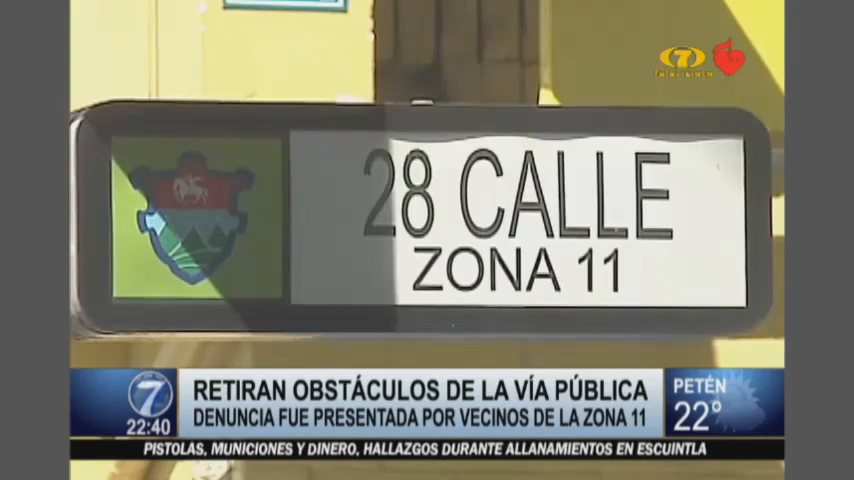 7
Televisiete
28 CALLE
ZONA 11
7
22:40
RETIRAN OBSTÁCULOS DE LA VÍA PÚBLICA
DENUNCIA FUE PRESENTADA POR VECINOS DE LA ZONA 11
PETÉN
22°
PISTOLAS, MUNICIONES Y DINERO, HALLAZGOS DURANTE ALLANAMIENTOS EN ESCUINTLA